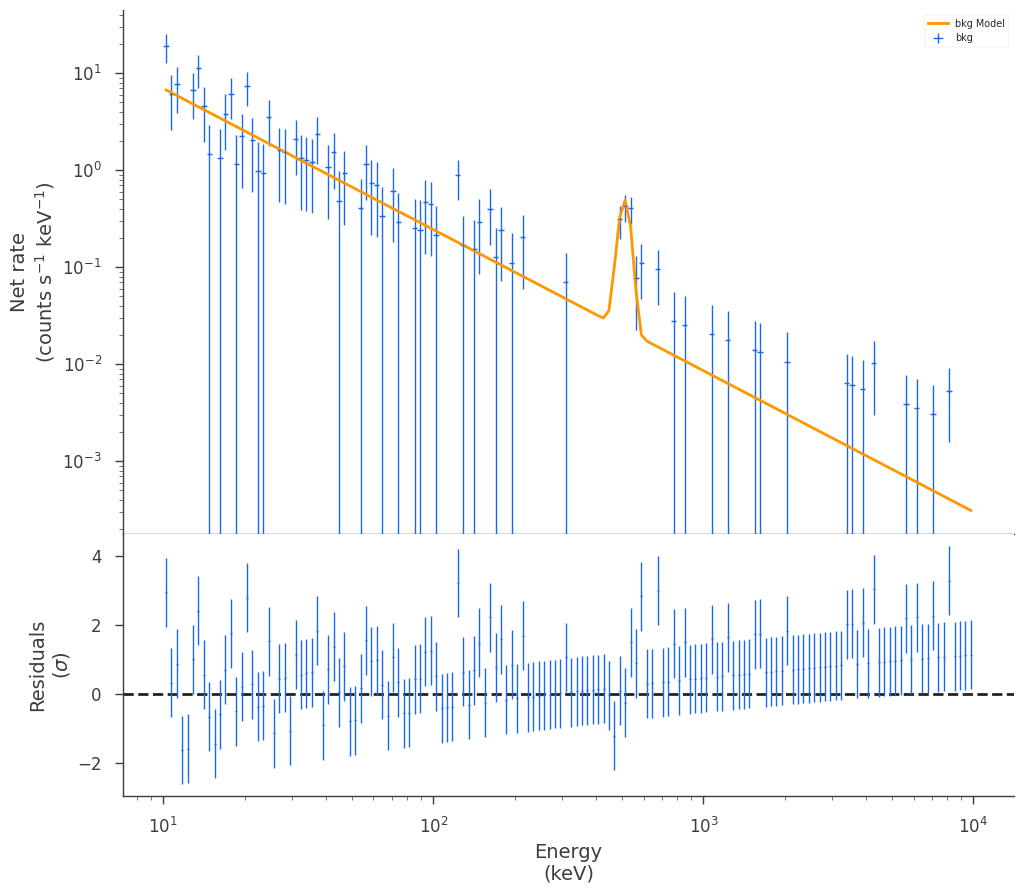 bkg Model
bkg
Net rate
(counts s⁻¹ keV⁻¹)
10¹
10⁰
10⁻¹
10⁻²
10⁻³
Residuals
(σ)
4
2
0
−2
10¹ 10² 10³ 10⁴
Energy
(keV)